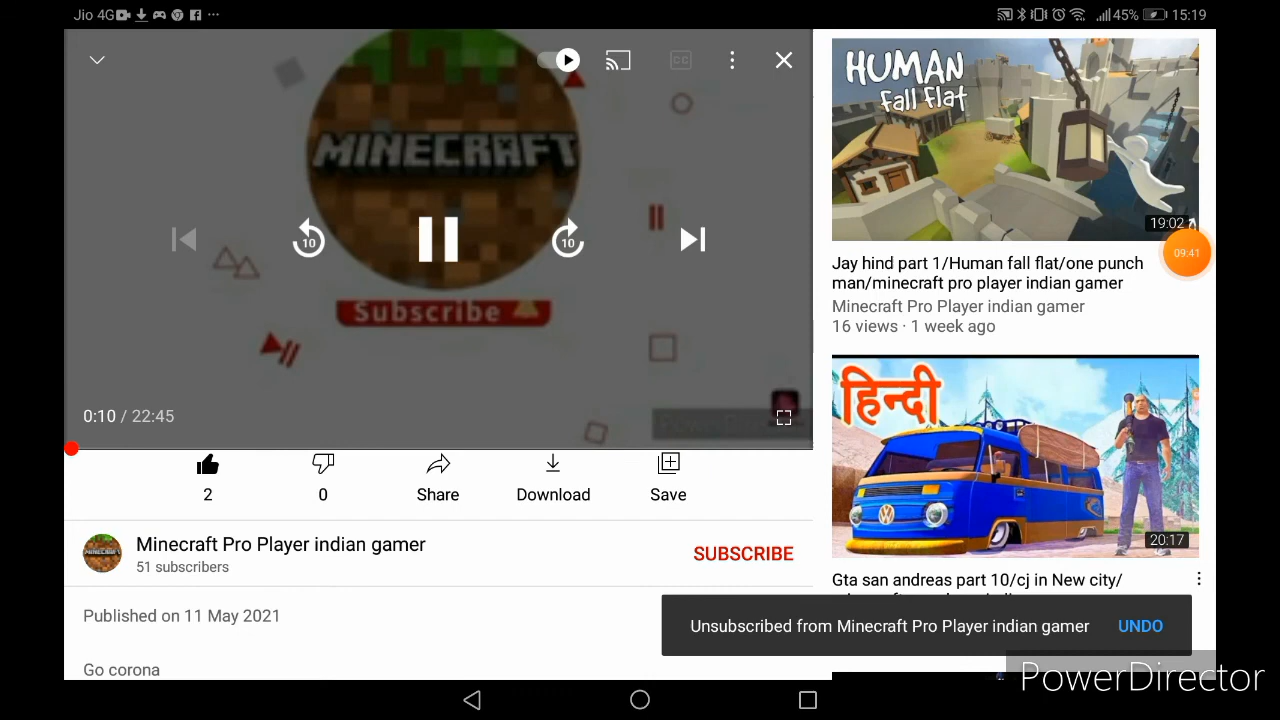 Jio 4G
45%
15:19
CC
MINECRAFT
10
10
Subscribe
0:10 / 22:45
2
0
Share
Download
Save
Minecraft Pro Player indian gamer
51 subscribers
SUBSCRIBE
Published on 11 May 2021
Go corona
HUMAN
fall flat
19:02
09:41
Jay hind part 1/Human fall flat/one punch
man/minecraft pro player indian gamer
Minecraft Pro Player indian gamer
16 views · 1 week ago
हिन्दी
20:17
Gta san andreas part 10/cj in New city/
Unsubscribed from Minecraft Pro Player indian gamer
UNDO
PowerDirector